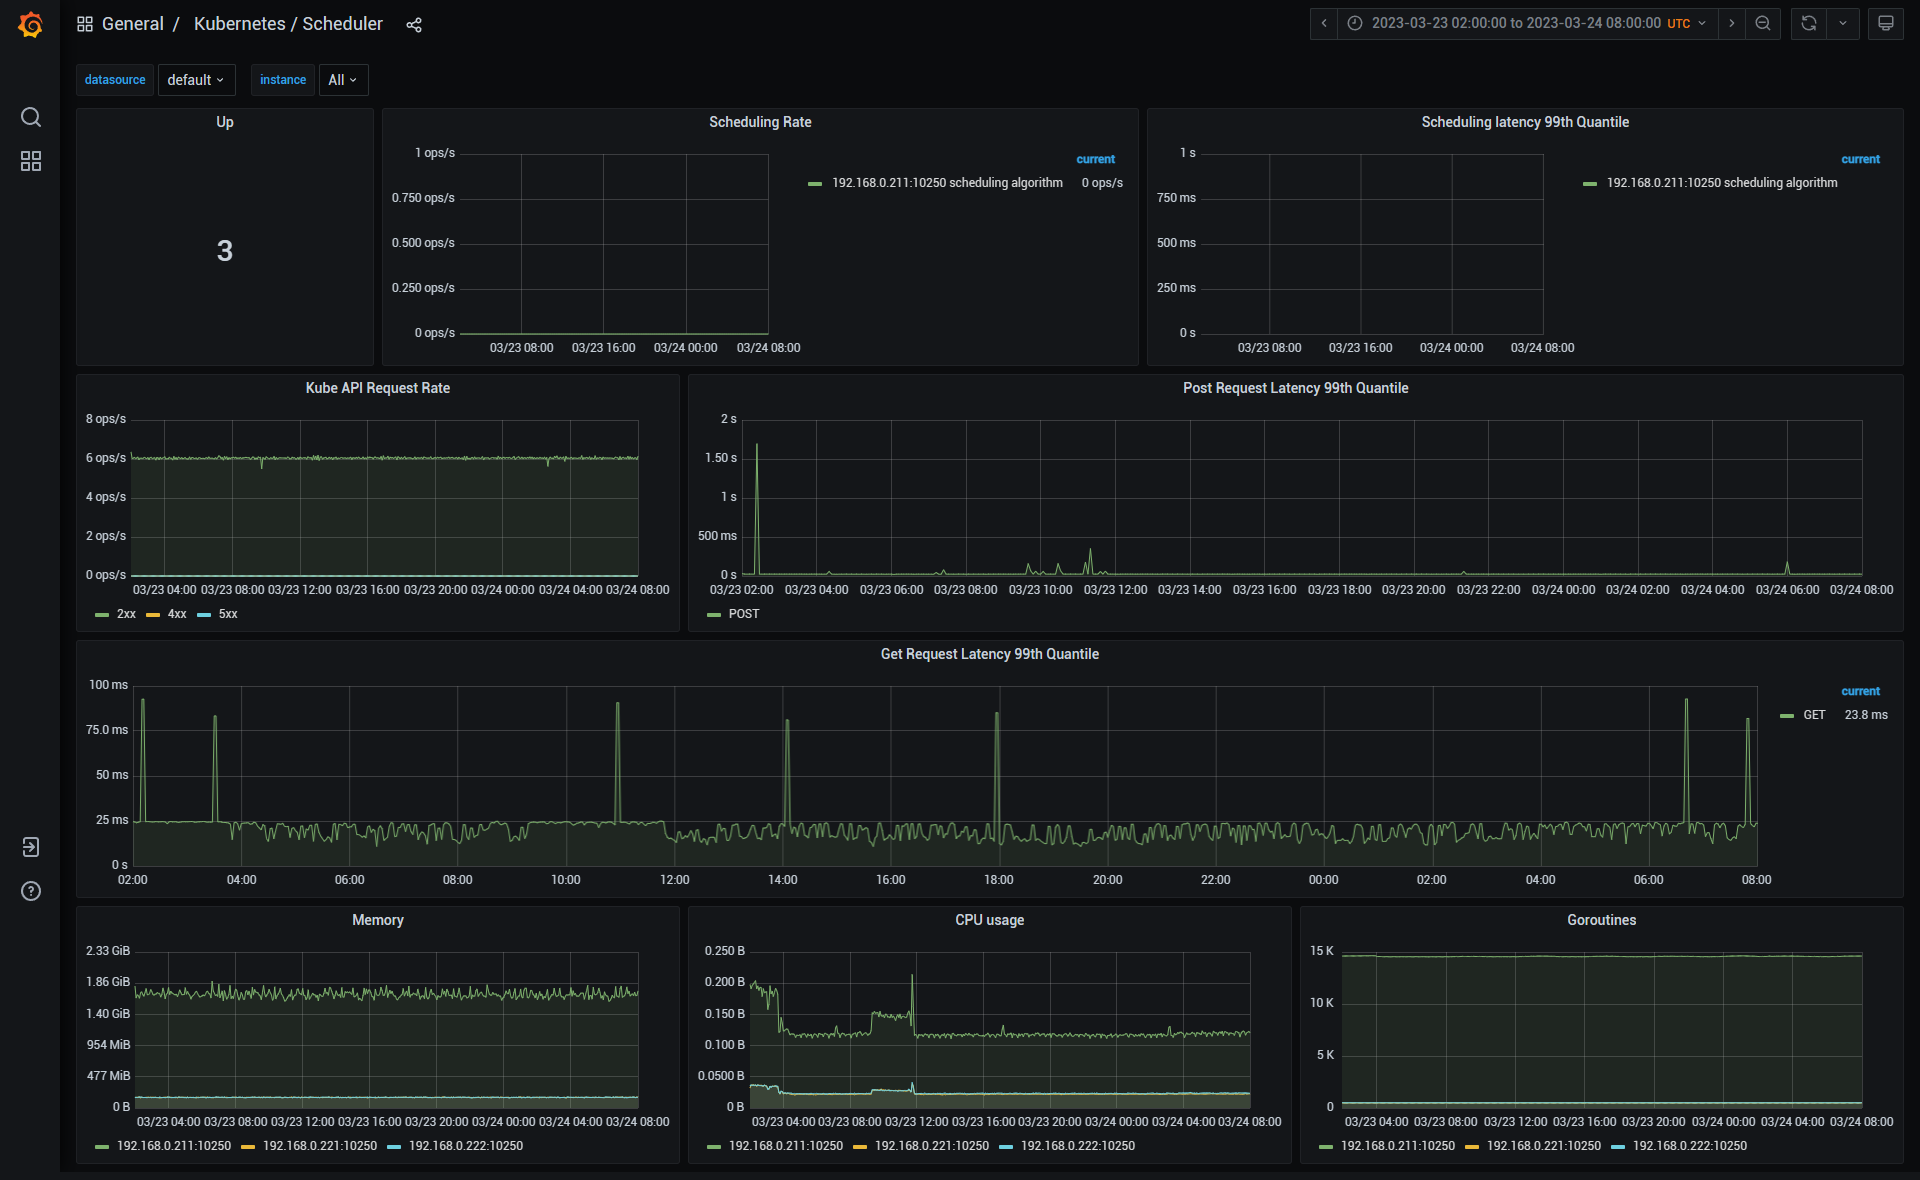 General / Kubernetes / Scheduler
2023-03-23 02:00:00 to 2023-03-24 08:00:00 UTC
datasource default instance All
Up
3
Scheduling Rate
1 ops/s
0.750 ops/s
0.500 ops/s
0.250 ops/s
0 ops/s
03/23 08:00 03/23 16:00 03/24 00:00 03/24 08:00
current
192.168.0.211:10250 scheduling algorithm 0 ops/s
Scheduling latency 99th Quantile
1 s
750 ms
500 ms
250 ms
0 s
03/23 08:00 03/23 16:00 03/24 00:00 03/24 08:00
current
192.168.0.211:10250 scheduling algorithm
Kube API Request Rate
8 ops/s
6 ops/s
4 ops/s
2 ops/s
0 ops/s
03/23 04:00 03/23 08:00 03/23 12:00 03/23 16:00 03/23 20:00 03/24 00:00 03/24 04:00 03/24 08:00
2xx 4xx 5xx
Post Request Latency 99th Quantile
2 s
1.50 s
1 s
500 ms
0 s
03/23 02:00 03/23 04:00 03/23 06:00 03/23 08:00 03/23 10:00 03/23 12:00 03/23 14:00 03/23 16:00 03/23 18:00 03/23 20:00 03/23 22:00 03/24 00:00 03/24 02:00 03/24 04:00 03/24 06:00 03/24 08:00
POST
Get Request Latency 99th Quantile
100 ms
75.0 ms
50 ms
25 ms
0 s
02:00 04:00 06:00 08:00 10:00 12:00 14:00 16:00 18:00 20:00 22:00 00:00 02:00 04:00 06:00 08:00
current
GET 23.8 ms
Memory
2.33 GiB
1.86 GiB
1.40 GiB
954 MiB
477 MiB
0 B
03/23 04:00 03/23 08:00 03/23 12:00 03/23 16:00 03/23 20:00 03/24 00:00 03/24 04:00 03/24 08:00
192.168.0.211:10250 192.168.0.221:10250 192.168.0.222:10250
CPU usage
0.250 B
0.200 B
0.150 B
0.100 B
0.0500 B
0 B
03/23 04:00 03/23 08:00 03/23 12:00 03/23 16:00 03/23 20:00 03/24 00:00 03/24 04:00 03/24 08:00
192.168.0.211:10250 192.168.0.221:10250 192.168.0.222:10250
Goroutines
15 K
10 K
5 K
0
03/23 04:00 03/23 08:00 03/23 12:00 03/23 16:00 03/23 20:00 03/24 00:00 03/24 04:00 03/24 08:00
192.168.0.211:10250 192.168.0.221:10250 192.168.0.222:10250